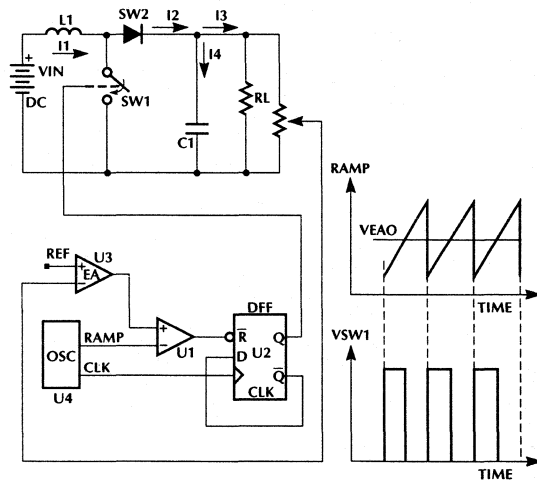 SW2
I2
I3
L1
I1
I4
+
VIN
DC
SW1
C1
RL
RAMP
VEAO
TIME
REF
U3
+
EA
−
DFF
+
−
U1
R̅
Q
D
U2
Q̅
CLK
OSC
RAMP
CLK
U4
VSW1
TIME